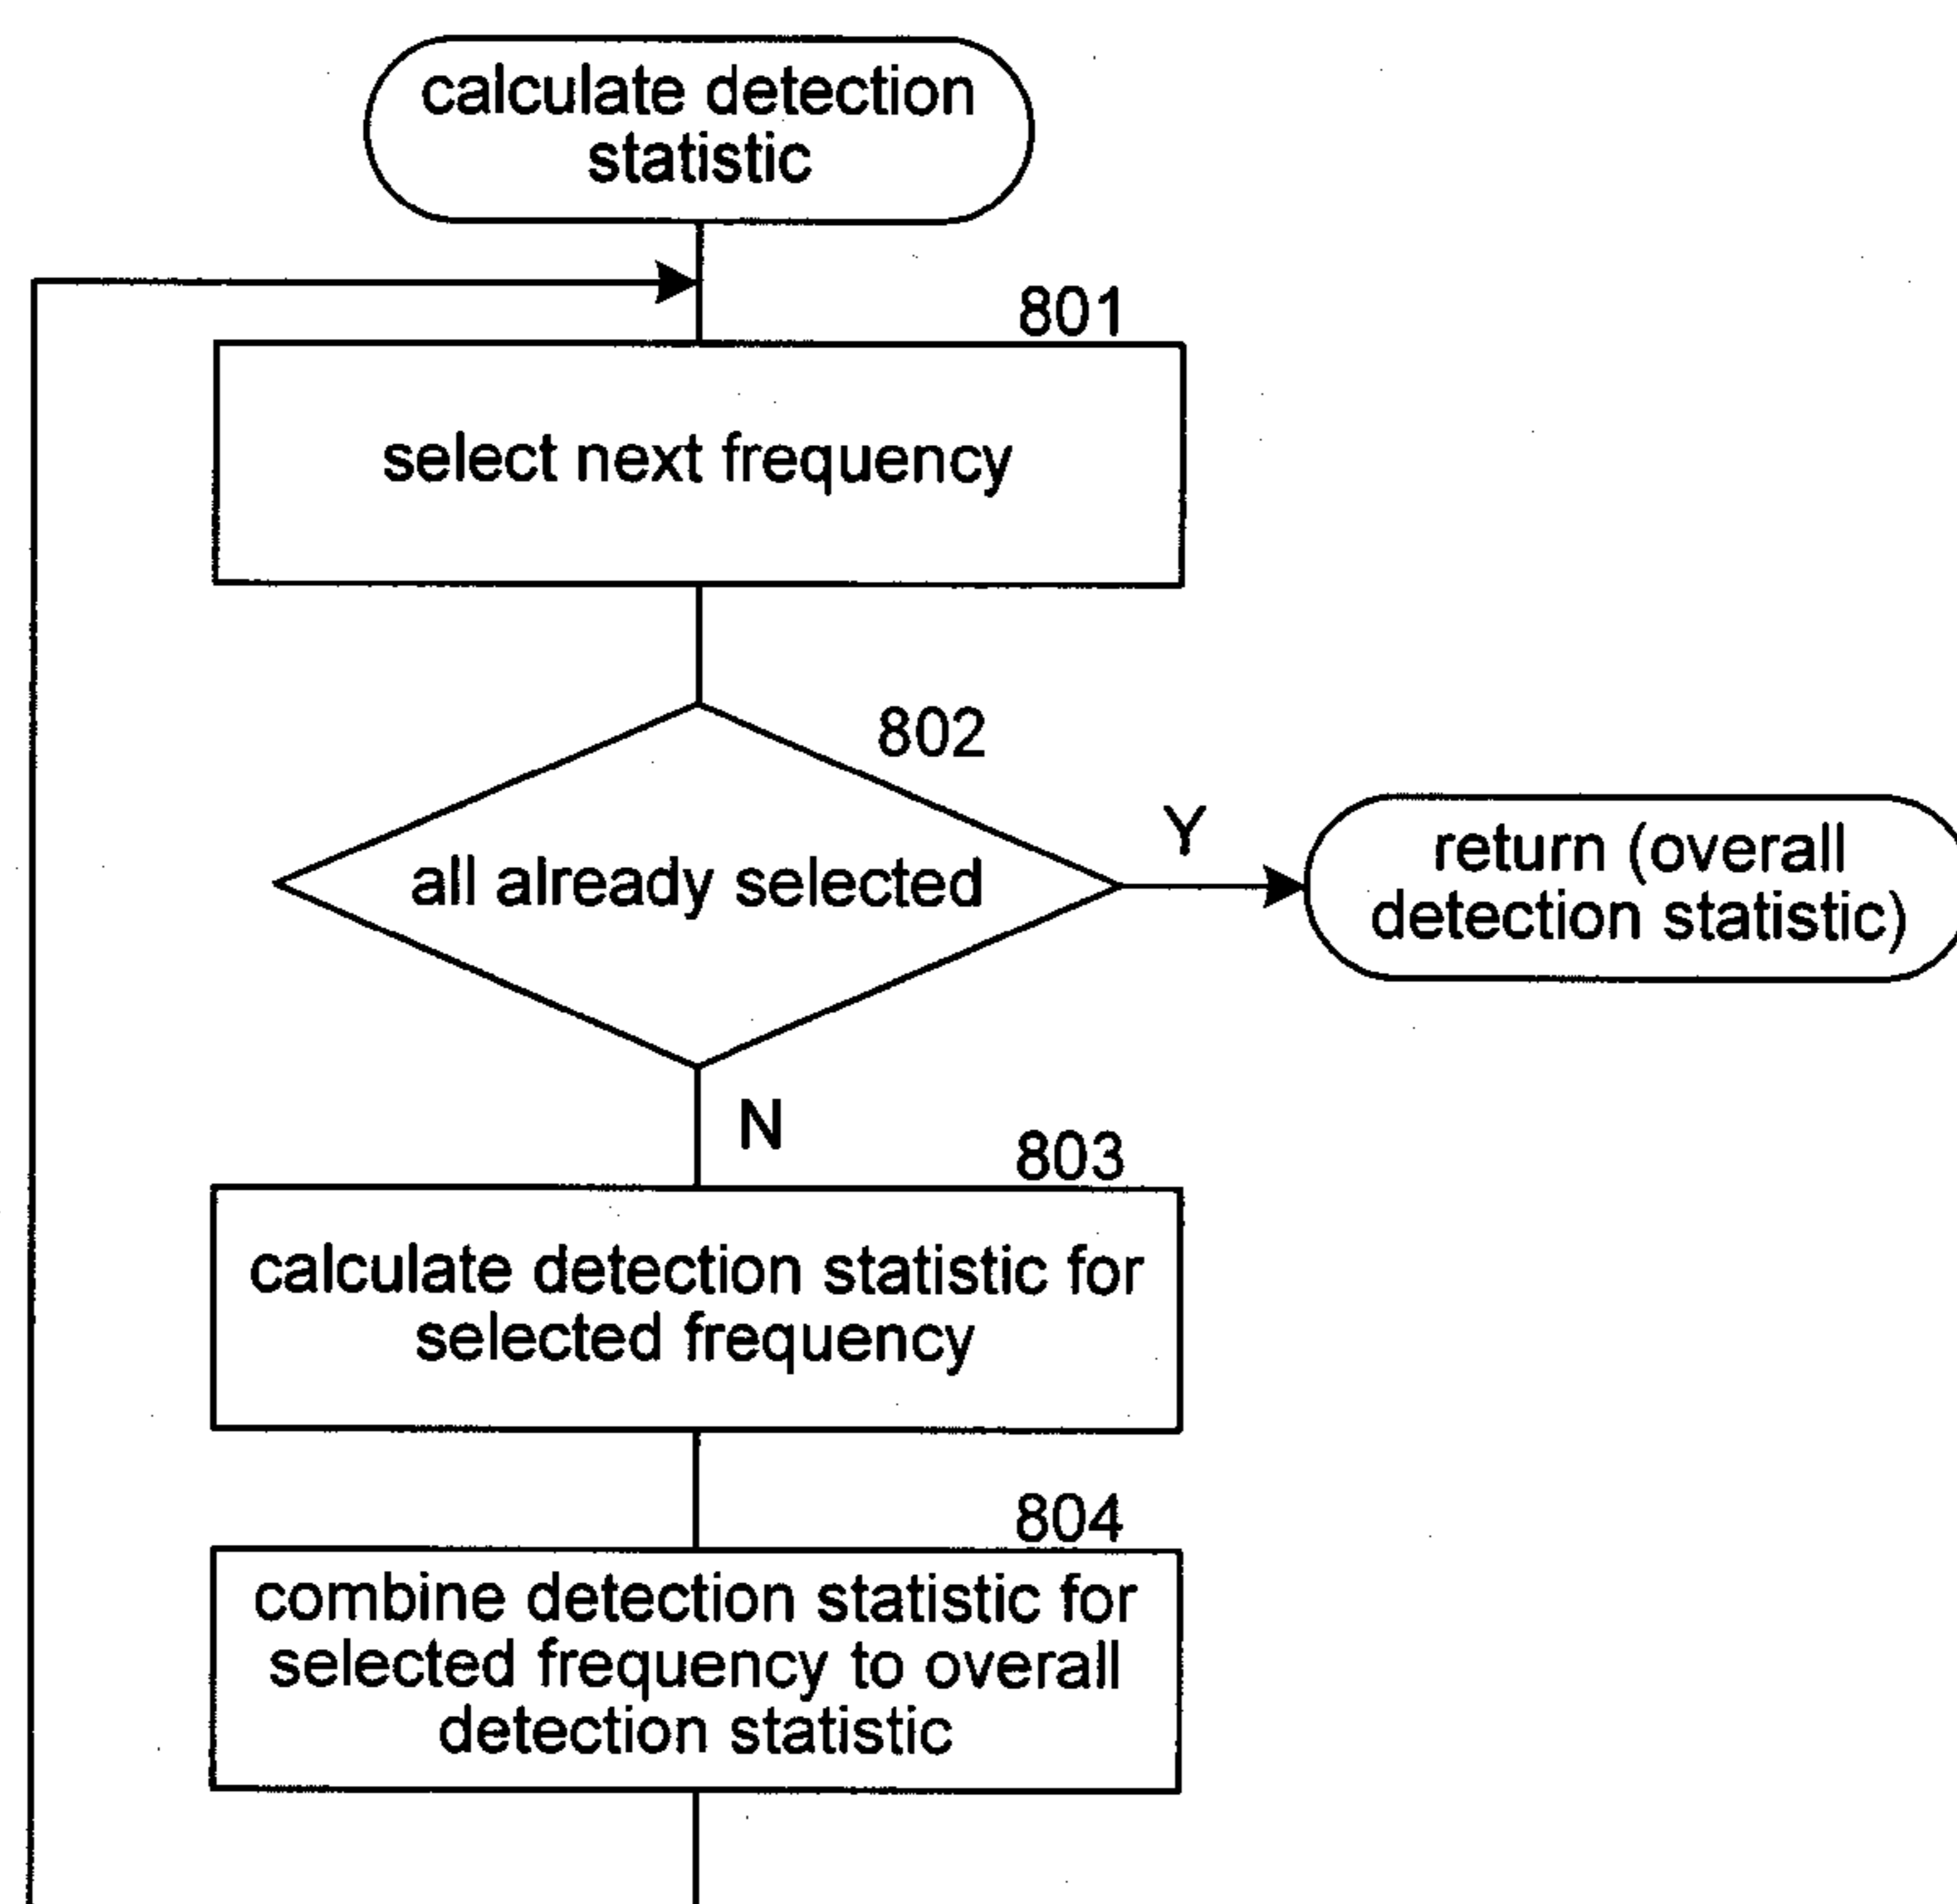 calculate detection
statistic
801
select next frequency
802
all already selected
Y
return (overall
detection statistic)
N
803
calculate detection statistic for
selected frequency
804
combine detection statistic for
selected frequency to overall
detection statistic